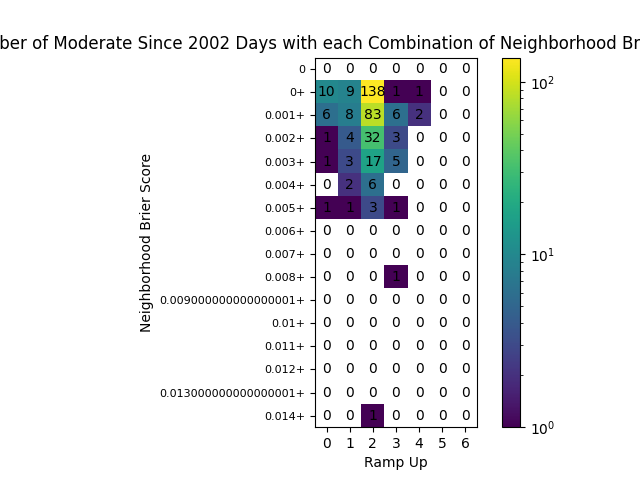 ber of Moderate Since 2002 Days with each Combination of Neighborhood Br
0 0 0 0 0 0 0 0
0+ 10 9 138 1 1 0 0
0.001+ 6 8 83 6 2 0 0
0.002+ 1 4 32 3 0 0 0
0.003+ 1 3 17 5 0 0 0
0.004+ 0 2 6 0 0 0 0
0.005+ 1 1 3 1 0 0 0
0.006+ 0 0 0 0 0 0 0
0.007+ 0 0 0 0 0 0 0
0.008+ 0 0 0 1 0 0 0
0.009000000000000001+ 0 0 0 0 0 0 0
0.01+ 0 0 0 0 0 0 0
0.011+ 0 0 0 0 0 0 0
0.012+ 0 0 0 0 0 0 0
0.013000000000000001+ 0 0 0 0 0 0 0
0.014+ 0 0 1 0 0 0 0
0 1 2 3 4 5 6
Ramp Up
Neighborhood Brier Score
10²
10¹
10⁰